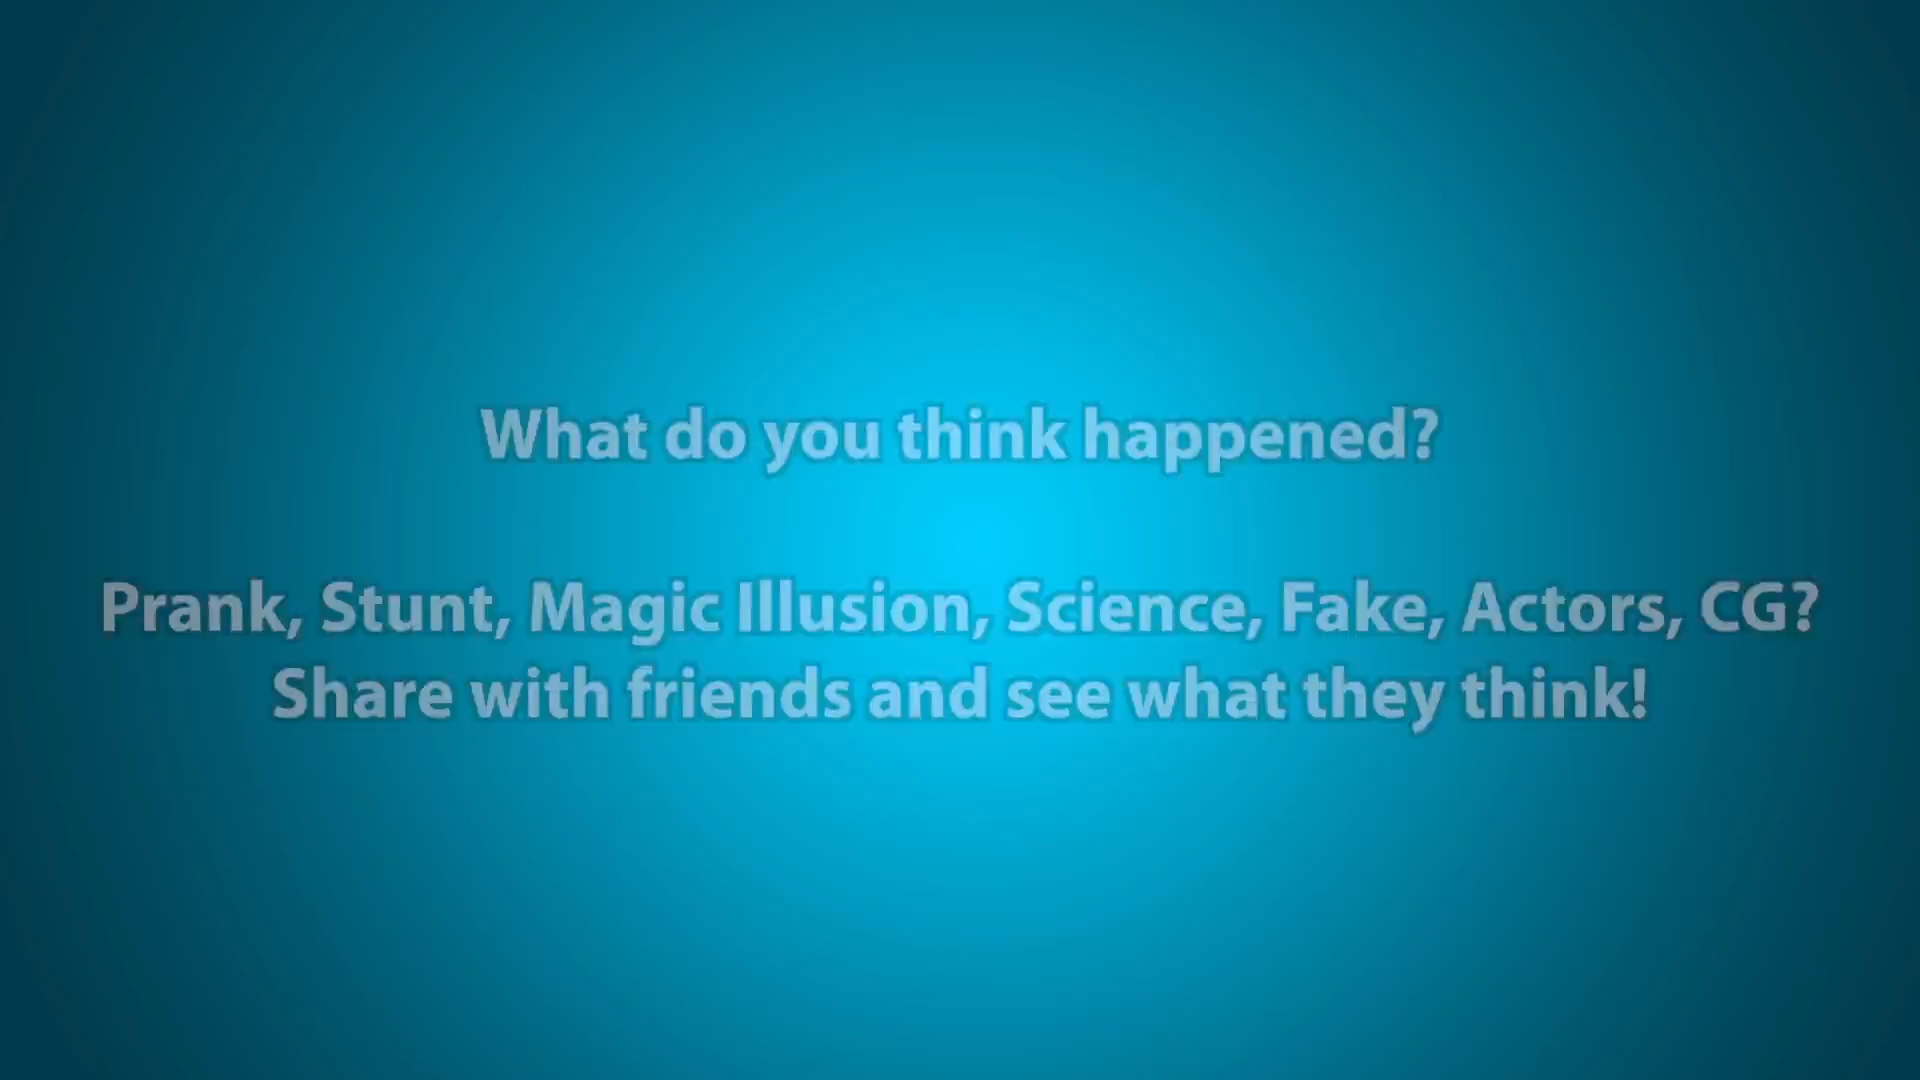 What do you think happened?
Prank, Stunt, Magic Illusion, Science, Fake, Actors, CG?
Share with friends and see what they think!